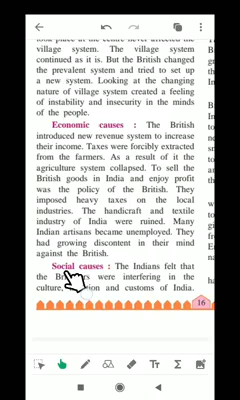 village system. The village system
continued as it is. But the British changed
the prevalent system and tried to set up
a new system. Looking at the changing
nature of village system created a feeling
of instability and insecurity in the minds
of the people.
Economic causes : The British
introduced new revenue system to increase
their income. Taxes were forcibly extracted
from the farmers. As a result of it the
agriculture system collapsed. To sell the
British goods in India and enjoy profit
was the policy of the British. They
imposed heavy taxes on the local
industries. The handicraft and textile
industry of India were ruined. Many
Indian artisans became unemployed. They
had growing discontent in their mind
against the British.
Social causes : The Indians felt that
the were interfering in the
culture, and customs of India.
16